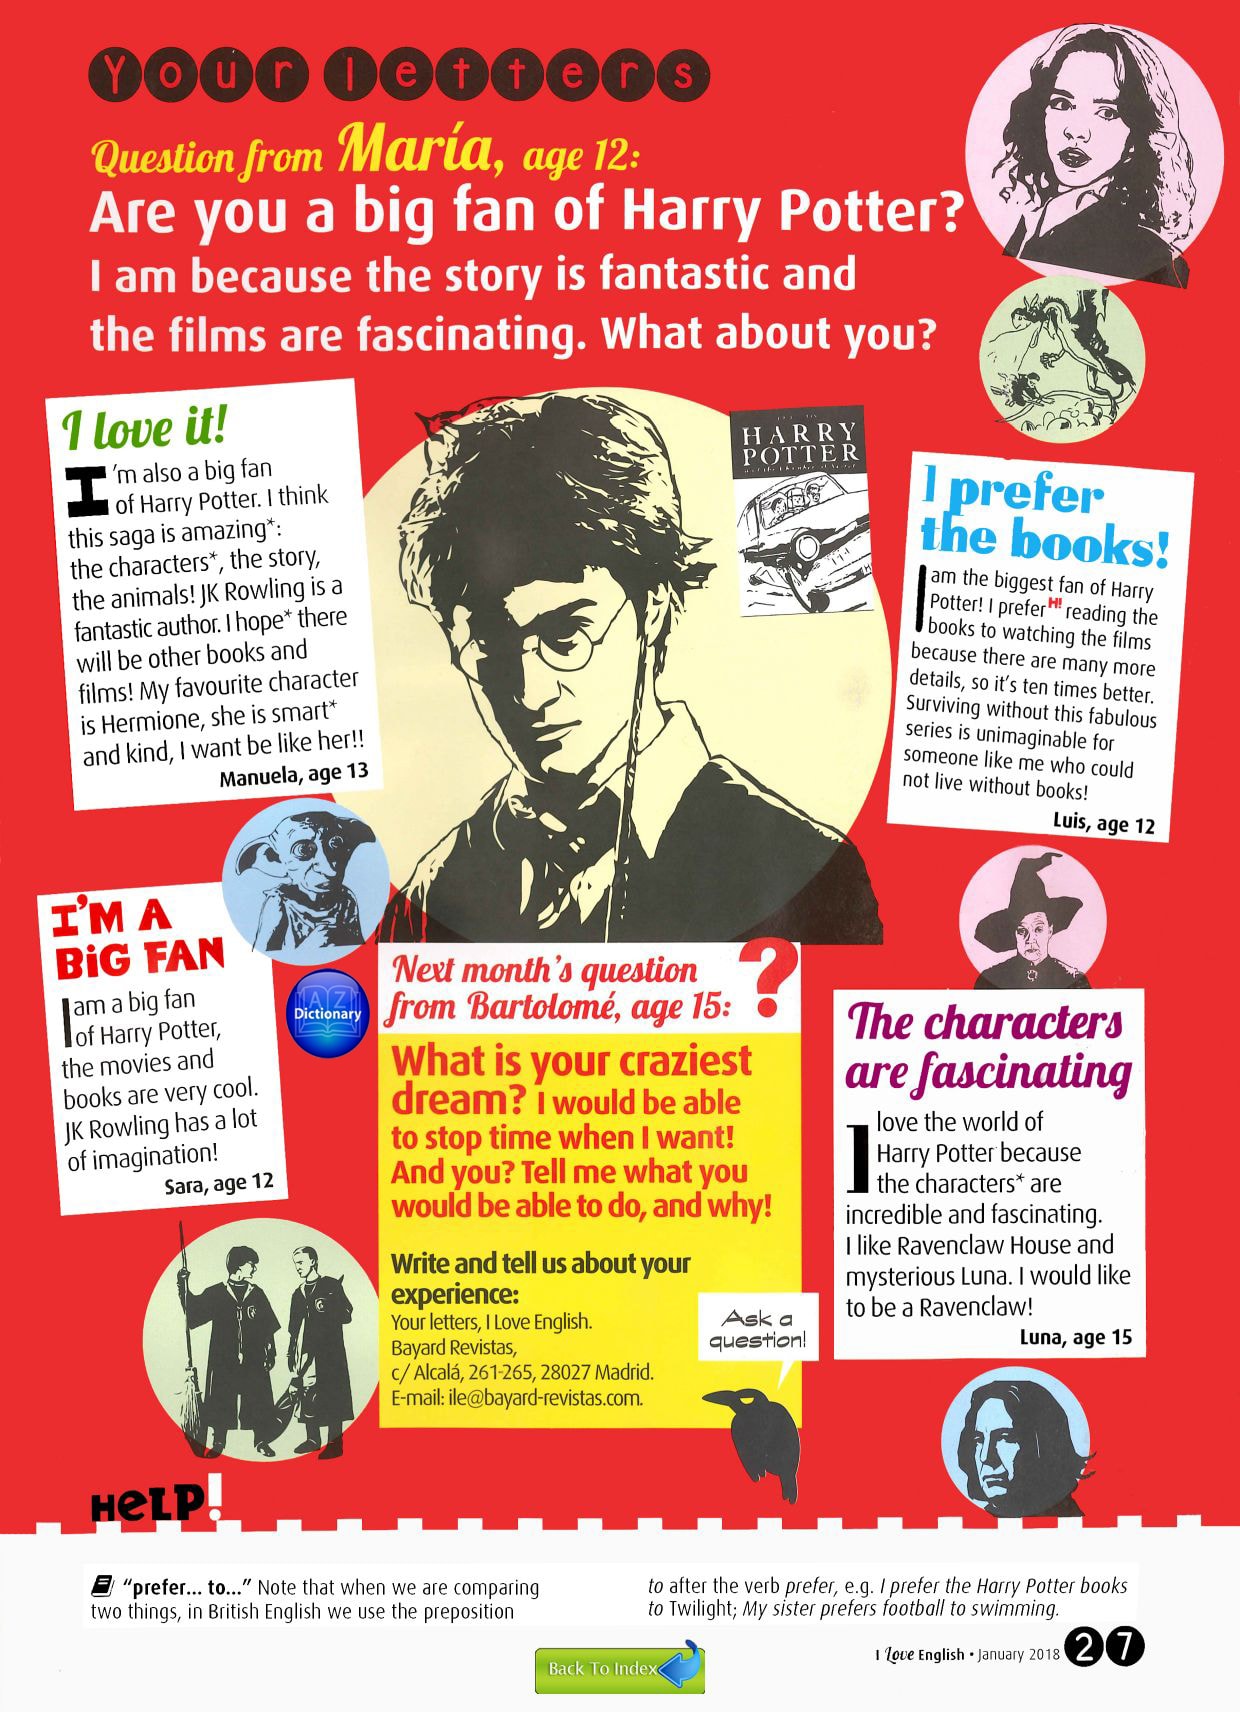 Your letters
Question from María, age 12:
Are you a big fan of Harry Potter?
I am because the story is fantastic and
the films are fascinating. What about you?
I love it!
I'm also a big fan
of Harry Potter. I think
this saga is amazing*:
the characters*, the story,
the animals! JK Rowling is a
fantastic author. I hope* there
will be other books and
films! My favourite character
is Hermione, she is smart*
and kind, I want be like her!!
Manuela, age 13
HARRY
POTTER
I prefer
the books!
I am the biggest fan of Harry
Potter! I prefer H! reading the
books to watching the films
because there are many more
details, so it's ten times better.
Surviving without this fabulous
series is unimaginable for
someone like me who could
not live without books!
Luis, age 12
I'M A
BiG FAN
I am a big fan
of Harry Potter,
the movies and
books are very cool.
JK Rowling has a lot
of imagination!
Sara, age 12
A Z
Dictionary
Next month's question
from Bartolomé, age 15:
?
What is your craziest
dream? I would be able
to stop time when I want!
And you? Tell me what you
would be able to do, and why!
Write and tell us about your
experience:
Your letters, I Love English.
Bayard Revistas,
c/ Alcalá, 261-265, 28027 Madrid.
E-mail: ile@bayard-revistas.com.
Ask a
question!
The characters
are fascinating
I love the world of
Harry Potter because
the characters* are
incredible and fascinating.
I like Ravenclaw House and
mysterious Luna. I would like
to be a Ravenclaw!
Luna, age 15
HeLP!
"prefer... to..." Note that when we are comparing
two things, in British English we use the preposition
to after the verb prefer, e.g. I prefer the Harry Potter books
to Twilight; My sister prefers football to swimming.
I Love English • January 2018 27
Back To Index